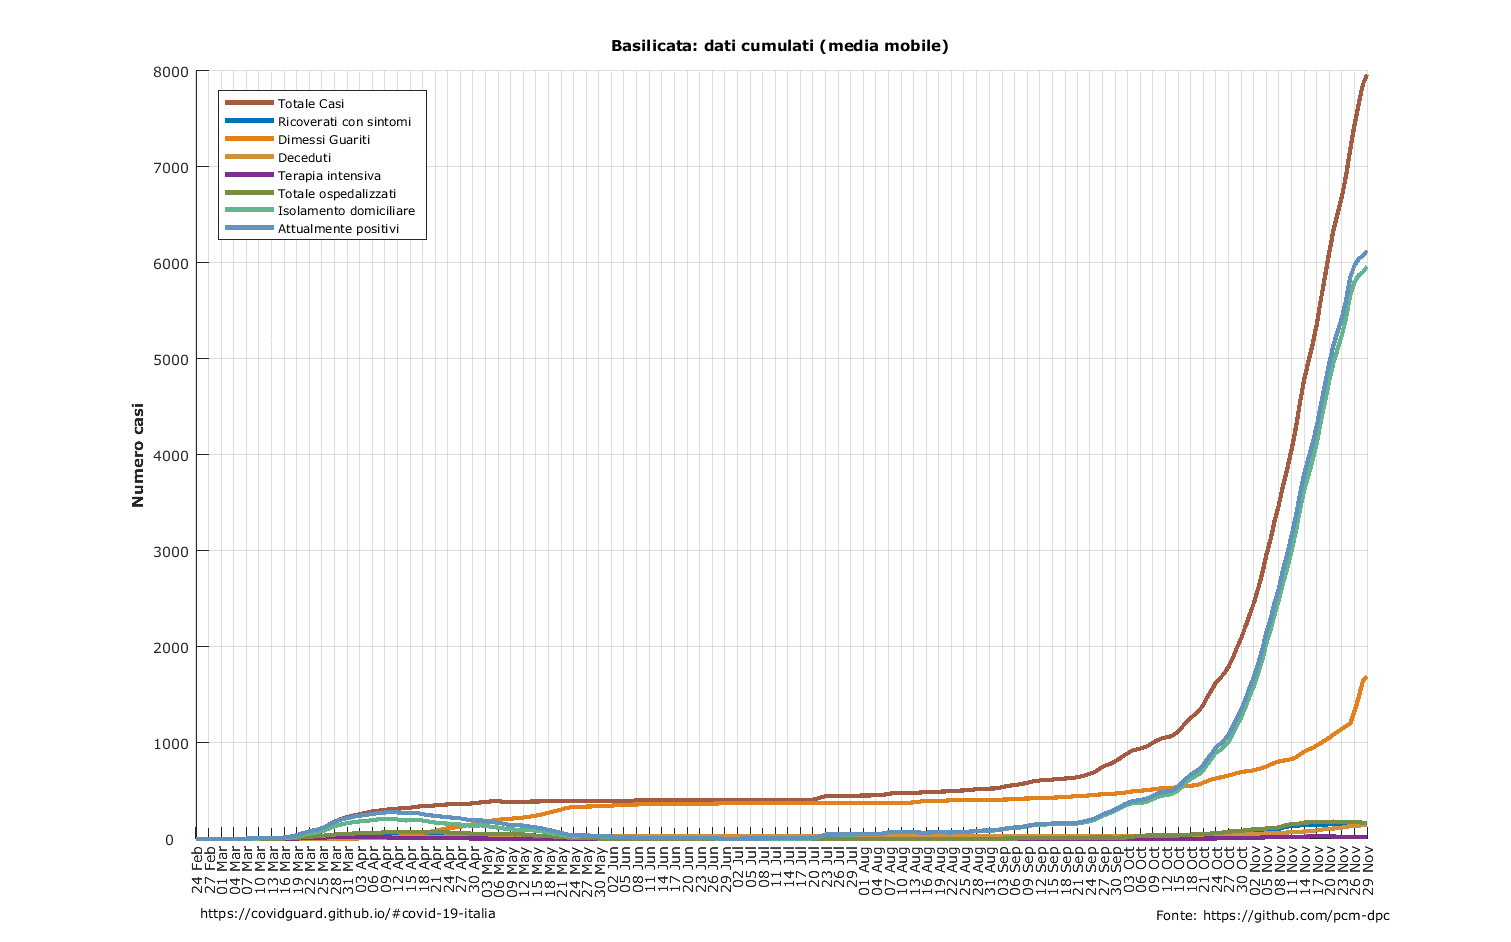 Basilicata: dati cumulati (media mobile)
8000
7000
6000
5000
4000
3000
2000
1000
0
Numero casi
Totale Casi
Ricoverati con sintomi
Dimessi Guariti
Deceduti
Terapia intensiva
Totale ospedalizzati
Isolamento domiciliare
Attualmente positivi
24 Feb
27 Feb
01 Mar
04 Mar
07 Mar
10 Mar
13 Mar
16 Mar
19 Mar
22 Mar
25 Mar
28 Mar
31 Mar
03 Apr
06 Apr
09 Apr
12 Apr
15 Apr
18 Apr
21 Apr
24 Apr
27 Apr
30 Apr
03 May
06 May
09 May
12 May
15 May
18 May
21 May
24 May
27 May
30 May
02 Jun
05 Jun
08 Jun
11 Jun
14 Jun
17 Jun
20 Jun
23 Jun
26 Jun
29 Jun
02 Jul
05 Jul
08 Jul
11 Jul
14 Jul
17 Jul
20 Jul
23 Jul
26 Jul
29 Jul
01 Aug
04 Aug
07 Aug
10 Aug
13 Aug
16 Aug
19 Aug
22 Aug
25 Aug
28 Aug
31 Aug
03 Sep
06 Sep
09 Sep
12 Sep
15 Sep
18 Sep
21 Sep
24 Sep
27 Sep
30 Sep
03 Oct
06 Oct
09 Oct
12 Oct
15 Oct
18 Oct
21 Oct
24 Oct
27 Oct
30 Oct
02 Nov
05 Nov
08 Nov
11 Nov
14 Nov
17 Nov
20 Nov
23 Nov
26 Nov
29 Nov
https://covidguard.github.io/#covid-19-italia
Fonte: https://github.com/pcm-dpc